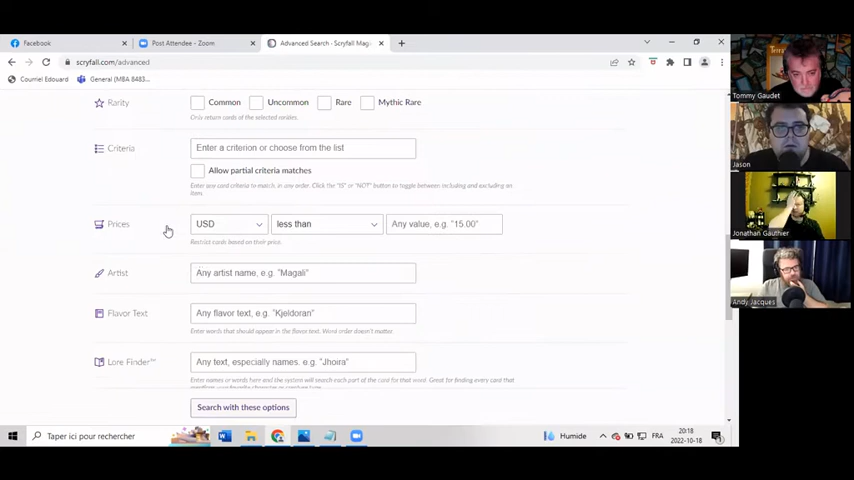 Facebook
Post Attendee - Zoom
Advanced Search - Scryfall Mag
scryfall.com/advanced
Courriel Edouard
General (MBA 8483...
Rarity
Common
Uncommon
Rare
Mythic Rare
Only return cards of the selected rarities.
Criteria
Enter a criterion or choose from the list
Allow partial criteria matches
Enter any card criteria to match, in any order. Click the "IS" or "NOT" button to toggle between including and excluding an
item.
Prices
USD
less than
Any value, e.g. "15.00"
Restrict cards based on their price.
Artist
Any artist name, e.g. "Magali"
Flavor Text
Any flavor text, e.g. "Kjeldoran"
Enter words that should appear in the flavor text. Word order doesn't matter.
Lore Finder™
Any text, especially names. e.g. "Jhoira"
Enter names or words here and the system will search each part of the card for that word. Great for finding every card that
Search with these options
Tommy Gaudet
Jason
Jonathan Gauthier
Andy Jacques
Taper ici pour rechercher
Humide
FRA
20:18
2022-10-18